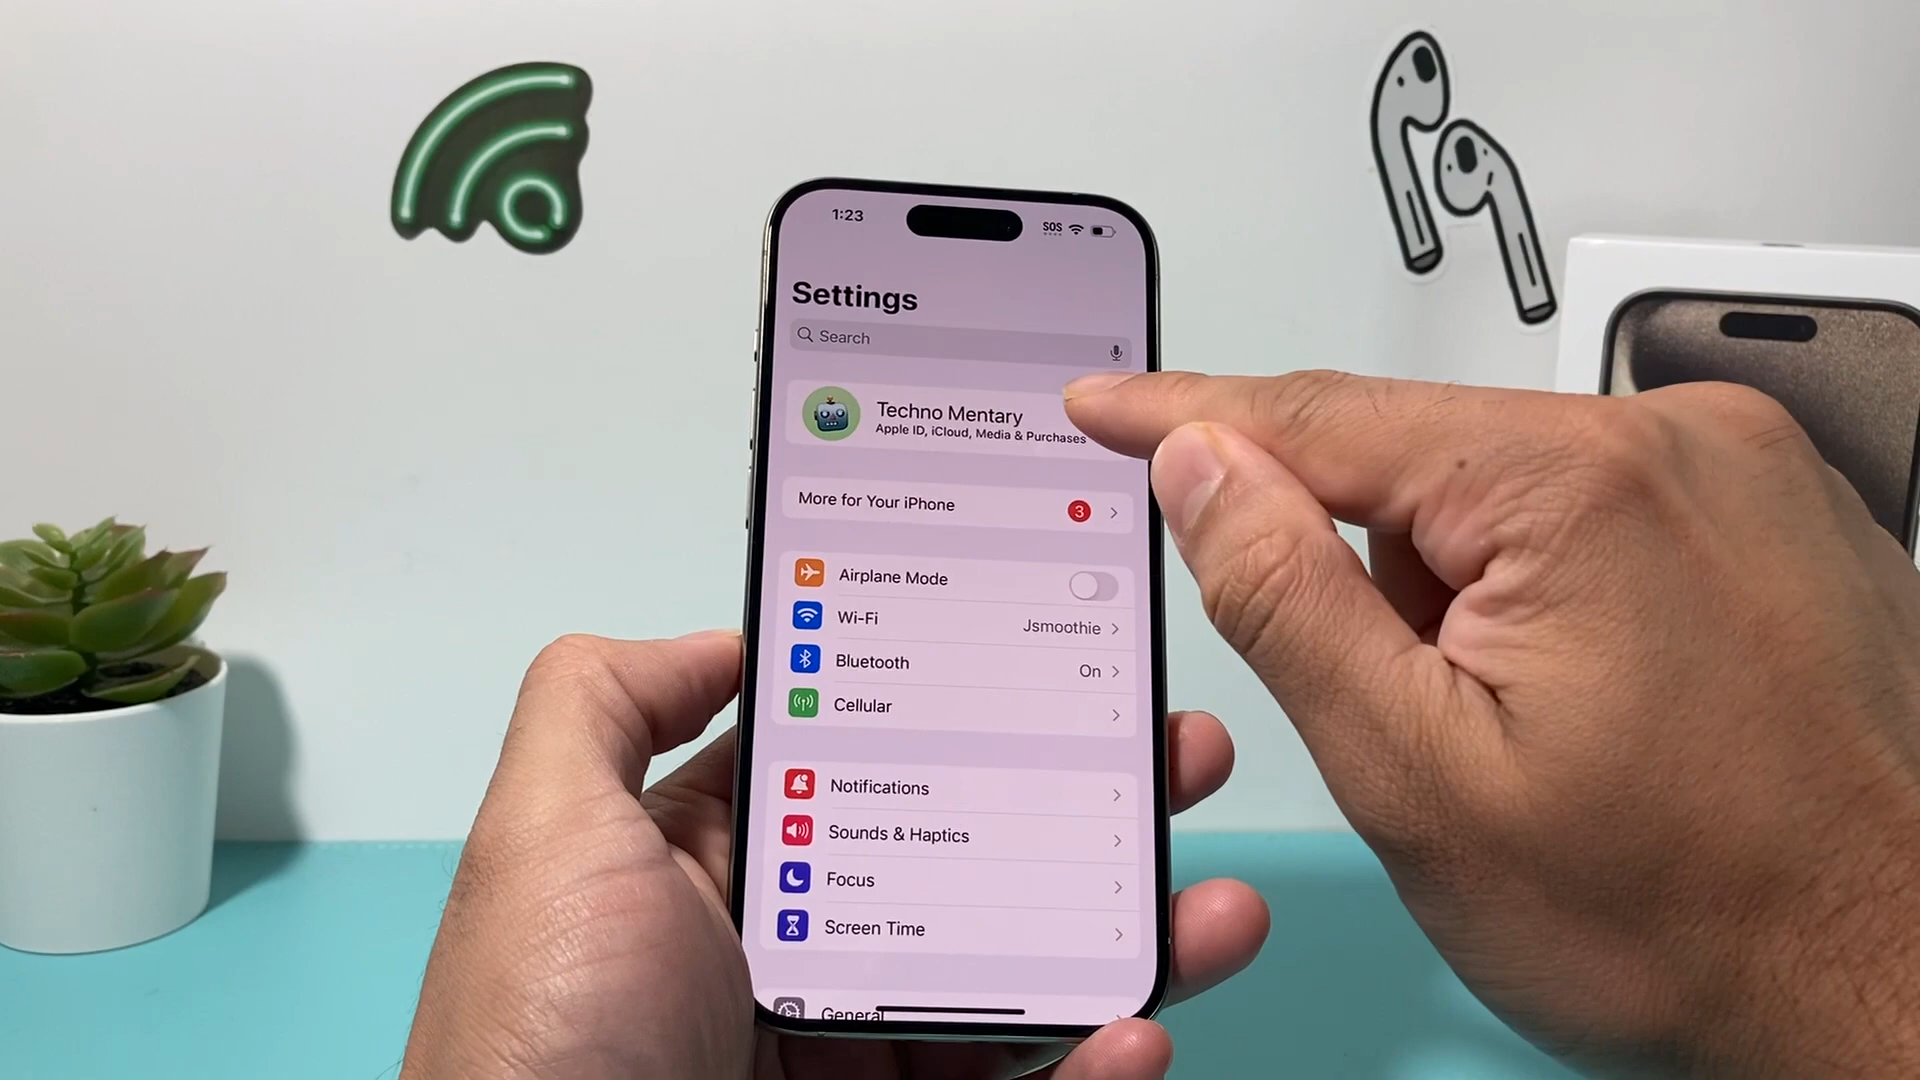 1:23
SOS
Settings
Search
Techno Mentary
Apple ID, iCloud, Media & Purchases
More for Your iPhone 3
Airplane Mode
Wi-Fi Jsmoothie
Bluetooth On
Cellular
Notifications
Sounds & Haptics
Focus
Screen Time
General